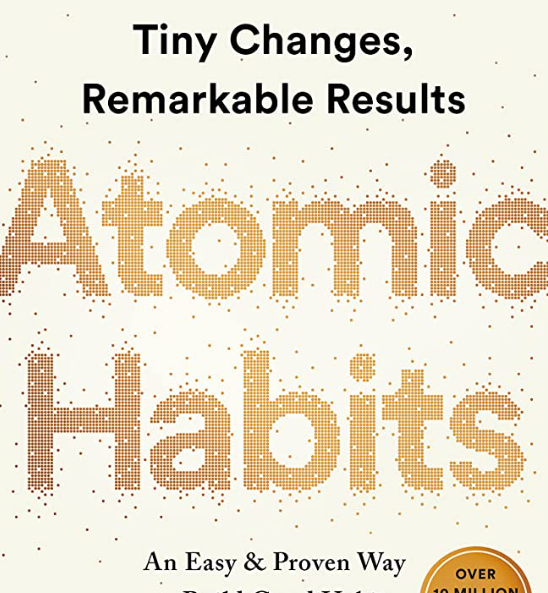 Tiny Changes,
Remarkable Results
Atomic
Habits
An Easy & Proven Way
OVER